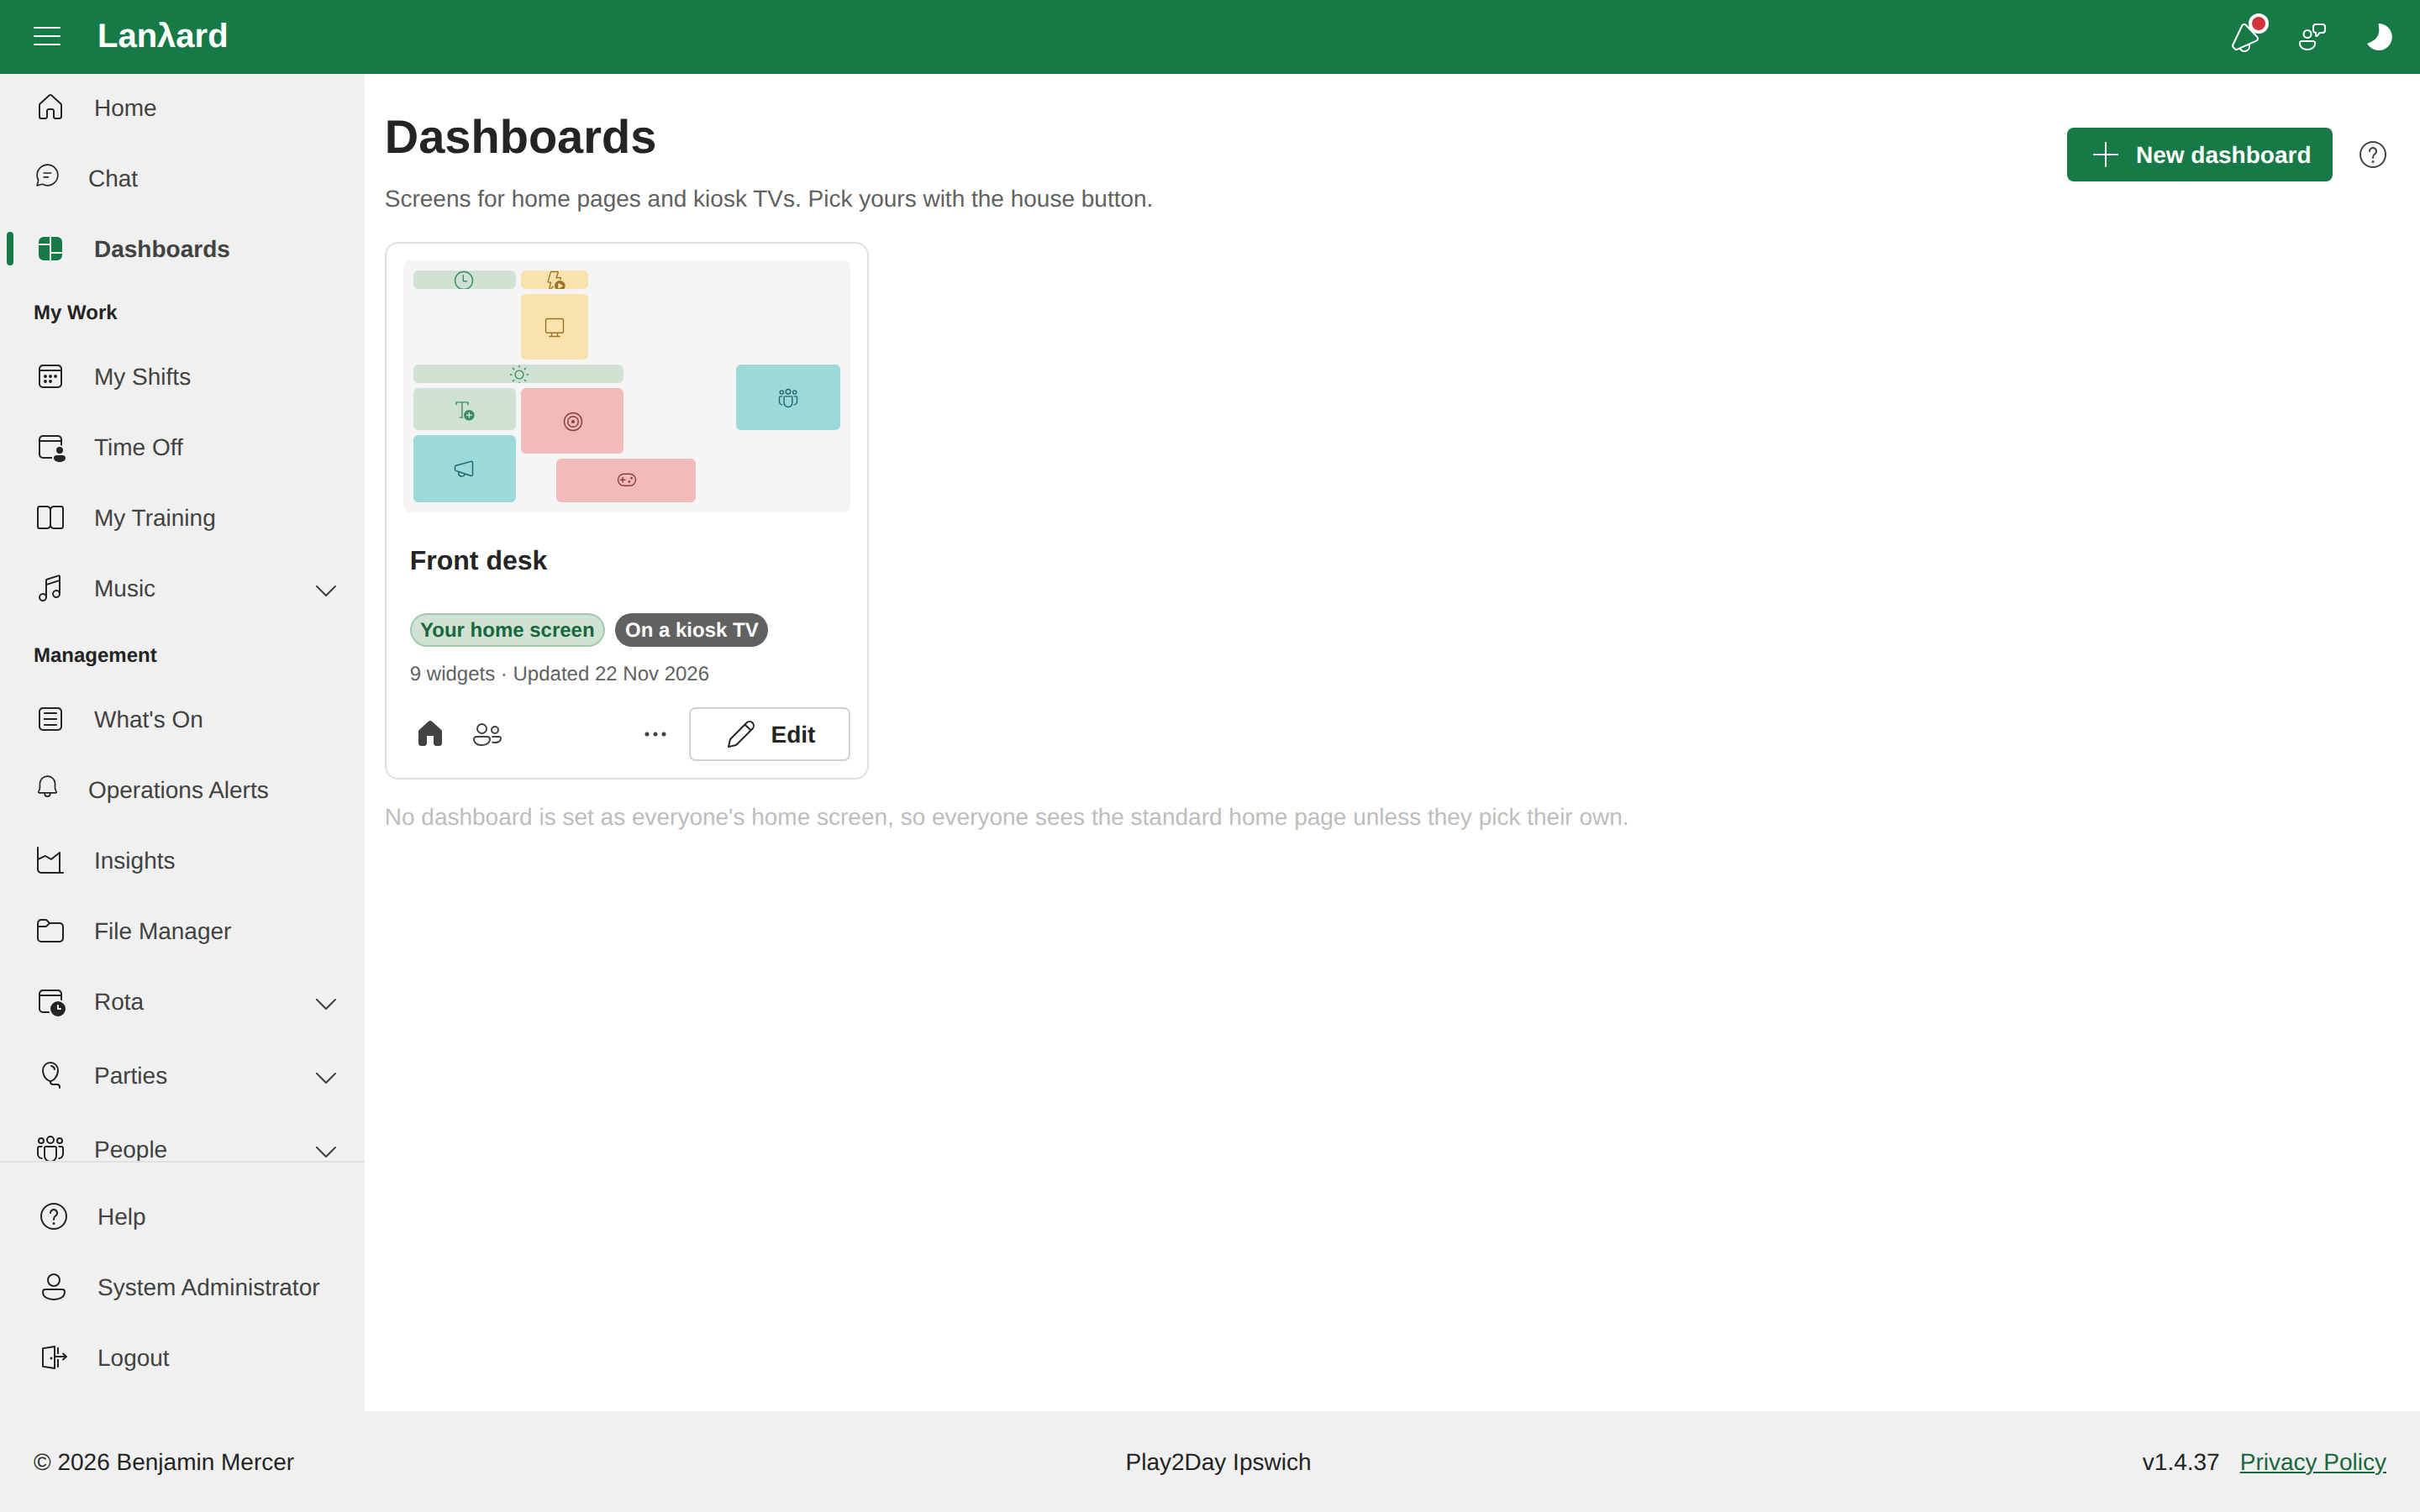 Lanλard
Home
Chat
Dashboards
My Work
My Shifts
Time Off
My Training
Music
Management
What's On
Operations Alerts
Insights
File Manager
Rota
Parties
People
Help
System Administrator
Logout
Dashboards
Screens for home pages and kiosk TVs. Pick yours with the house button.
New dashboard
Front desk
Your home screen
On a kiosk TV
9 widgets · Updated 22 Nov 2026
Edit
No dashboard is set as everyone's home screen, so everyone sees the standard home page unless they pick their own.
© 2026 Benjamin Mercer
Play2Day Ipswich
v1.4.37
Privacy Policy